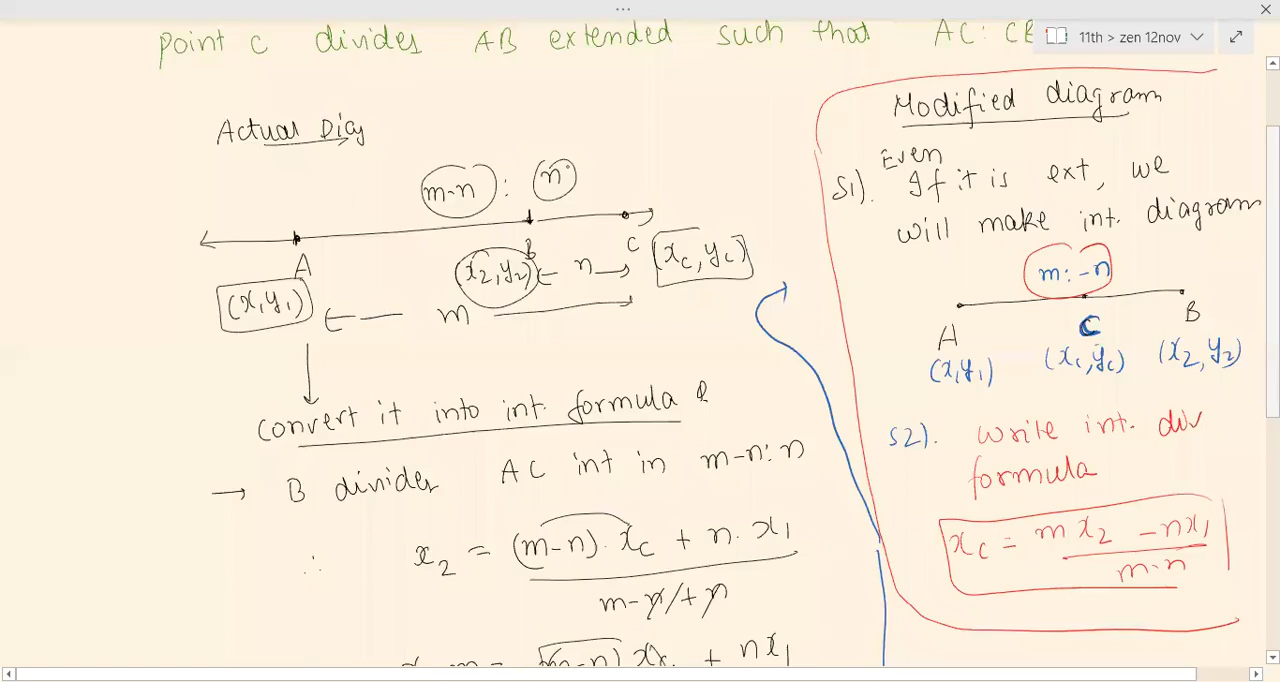 point C divides AB extended such that AC: CB
11th > zen 12nov
Actual Diag
m-n : n
A
B
C
(x,y1)
(x2,y2)
(xc,yc)
n
m
Convert it into int. formula
→ B divides AC int in m-n:n
∴ x2 = (m-n). xc + n. x1
m-n+n
(m-n) xc + nx1
Modified diagram
S1). Even
If it is ext, we
will make int. diagram
m:-n
A
C
B
(x,y1)
(xc,yc)
(x2,y2)
S2). write int. div
formula
xc = mx2 - nx1
m-n